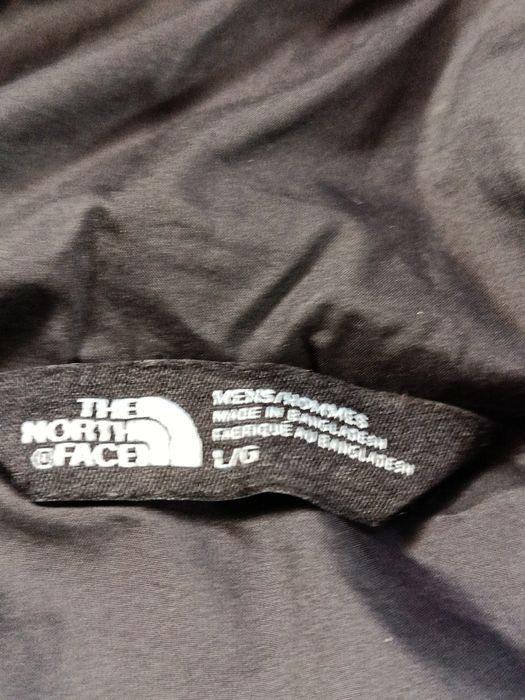 THE
NORTH
®FACE
MENS/HOMMES
MADE IN BANGLADESH
FABRIQUÉ AU BANGLADESH
L/G